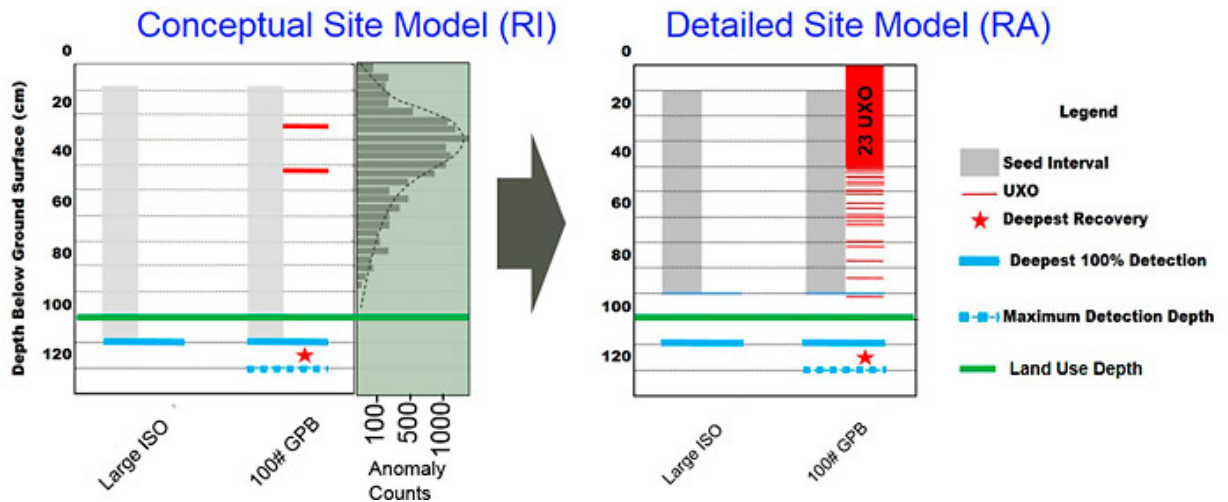 Conceptual Site Model (RI)
Detailed Site Model (RA)
Depth Below Ground Surface (cm)
0
20
40
60
80
100
120
Large ISO
100# GPB
100
500
1000
Anomaly
Counts
0
20
40
60
80
100
120
23 UXO
Large ISO
100# GPB
Legend
Seed Interval
UXO
Deepest Recovery
Deepest 100% Detection
Maximum Detection Depth
Land Use Depth